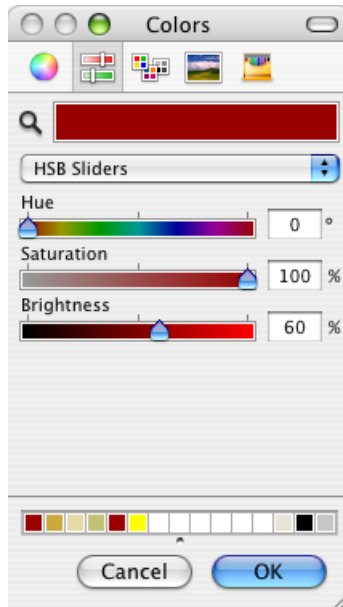 Colors
HSB Sliders
Hue
0 °
Saturation
100 %
Brightness
60 %
Cancel OK